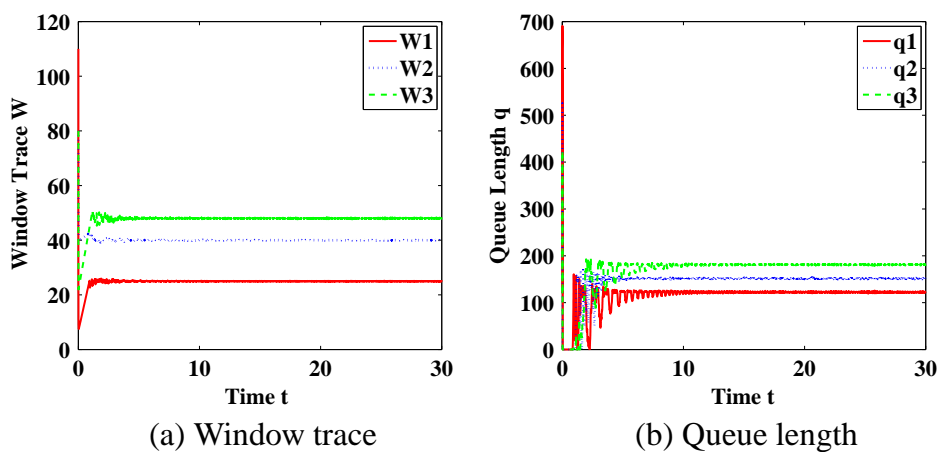 120
100
80
60
40
20
0
Window Trace W
W1
W2
W3
0
10
20
30
Time t
(a) Window trace
700
600
500
400
300
200
100
0
Queue Length q
q1
q2
q3
0
10
20
30
Time t
(b) Queue length